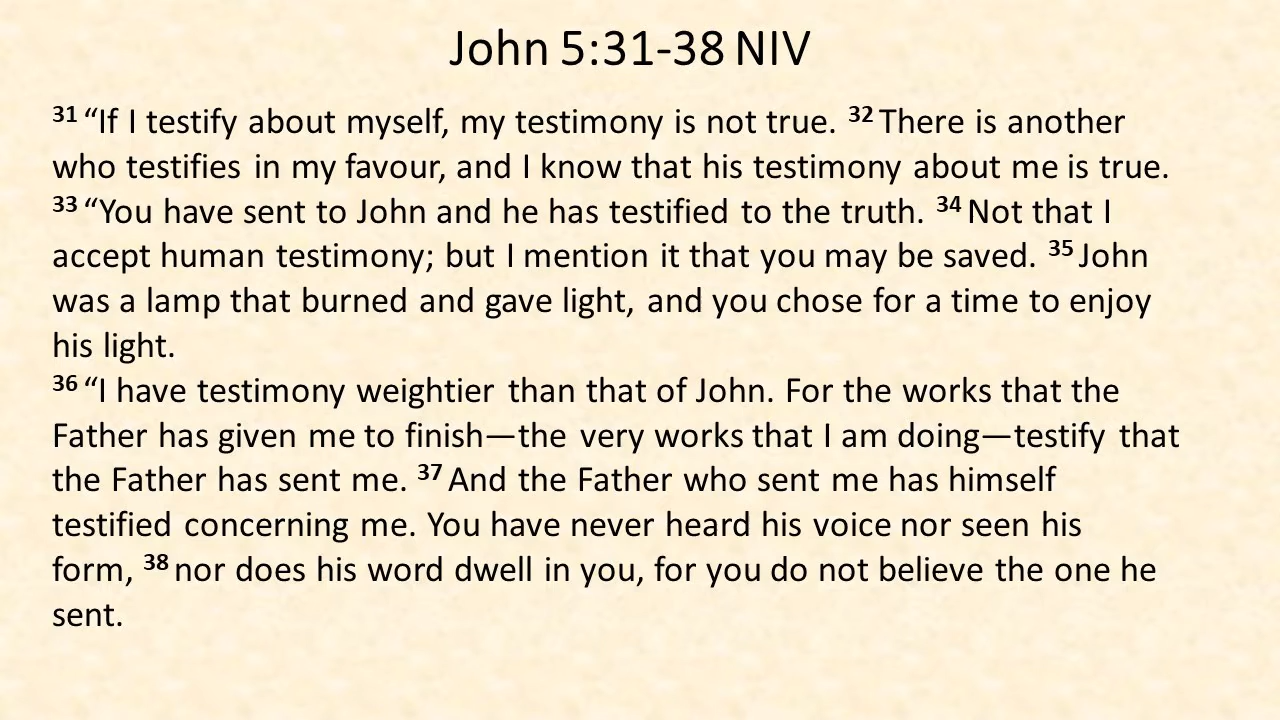 John 5:31-38 NIV
31 “If I testify about myself, my testimony is not true. 32 There is another
who testifies in my favour, and I know that his testimony about me is true.
33 “You have sent to John and he has testified to the truth. 34 Not that I
accept human testimony; but I mention it that you may be saved. 35 John
was a lamp that burned and gave light, and you chose for a time to enjoy
his light.
36 “I have testimony weightier than that of John. For the works that the
Father has given me to finish—the very works that I am doing—testify that
the Father has sent me. 37 And the Father who sent me has himself
testified concerning me. You have never heard his voice nor seen his
form, 38 nor does his word dwell in you, for you do not believe the one he
sent.